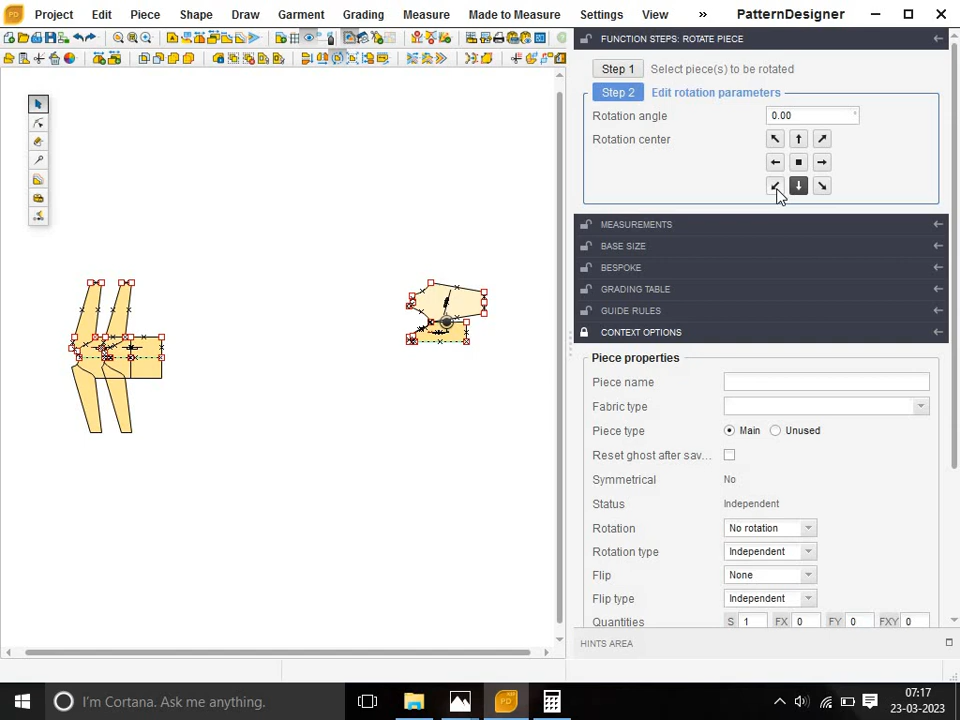 Project Edit Piece Shape Draw Garment Grading Measure Made to Measure Settings View » PatternDesigner
FUNCTION STEPS: ROTATE PIECE
Step 1 Select piece(s) to be rotated
Step 2 Edit rotation parameters
Rotation angle 0.00 °
Rotation center
MEASUREMENTS
BASE SIZE
BESPOKE
GRADING TABLE
GUIDE RULES
CONTEXT OPTIONS
Piece properties
Piece name
Fabric type
Piece type Main Unused
Reset ghost after sav...
Symmetrical No
Status Independent
Rotation No rotation
Rotation type Independent
Flip None
Flip type Independent
Quantities S 1 FX 0 FY 0 FXY 0
HINTS AREA
I'm Cortana. Ask me anything.
07:17
23-03-2023